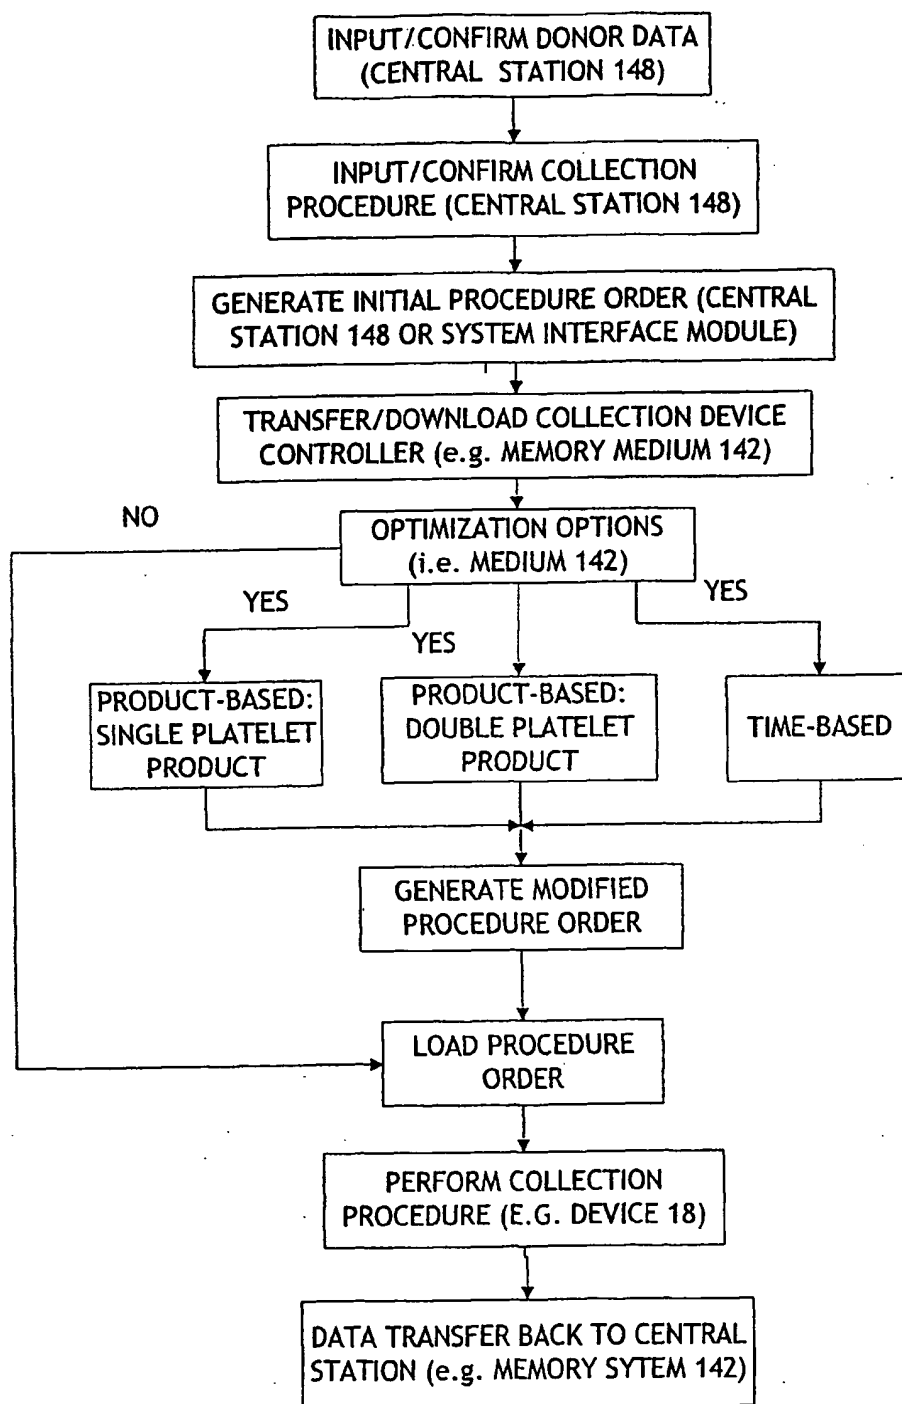 INPUT/CONFIRM DONOR DATA
(CENTRAL STATION 148)
INPUT/CONFIRM COLLECTION
PROCEDURE (CENTRAL STATION 148)
GENERATE INITIAL PROCEDURE ORDER (CENTRAL
STATION 148 OR SYSTEM INTERFACE MODULE)
TRANSFER/DOWNLOAD COLLECTION DEVICE
CONTROLLER (e.g. MEMORY MEDIUM 142)
NO
OPTIMIZATION OPTIONS
(i.e. MEDIUM 142)
YES
YES
YES
PRODUCT-BASED:
SINGLE PLATELET
PRODUCT
PRODUCT-BASED:
DOUBLE PLATELET
PRODUCT
TIME-BASED
GENERATE MODIFIED
PROCEDURE ORDER
LOAD PROCEDURE
ORDER
PERFORM COLLECTION
PROCEDURE (E.G. DEVICE 18)
DATA TRANSFER BACK TO CENTRAL
STATION (e.g. MEMORY SYTEM 142)